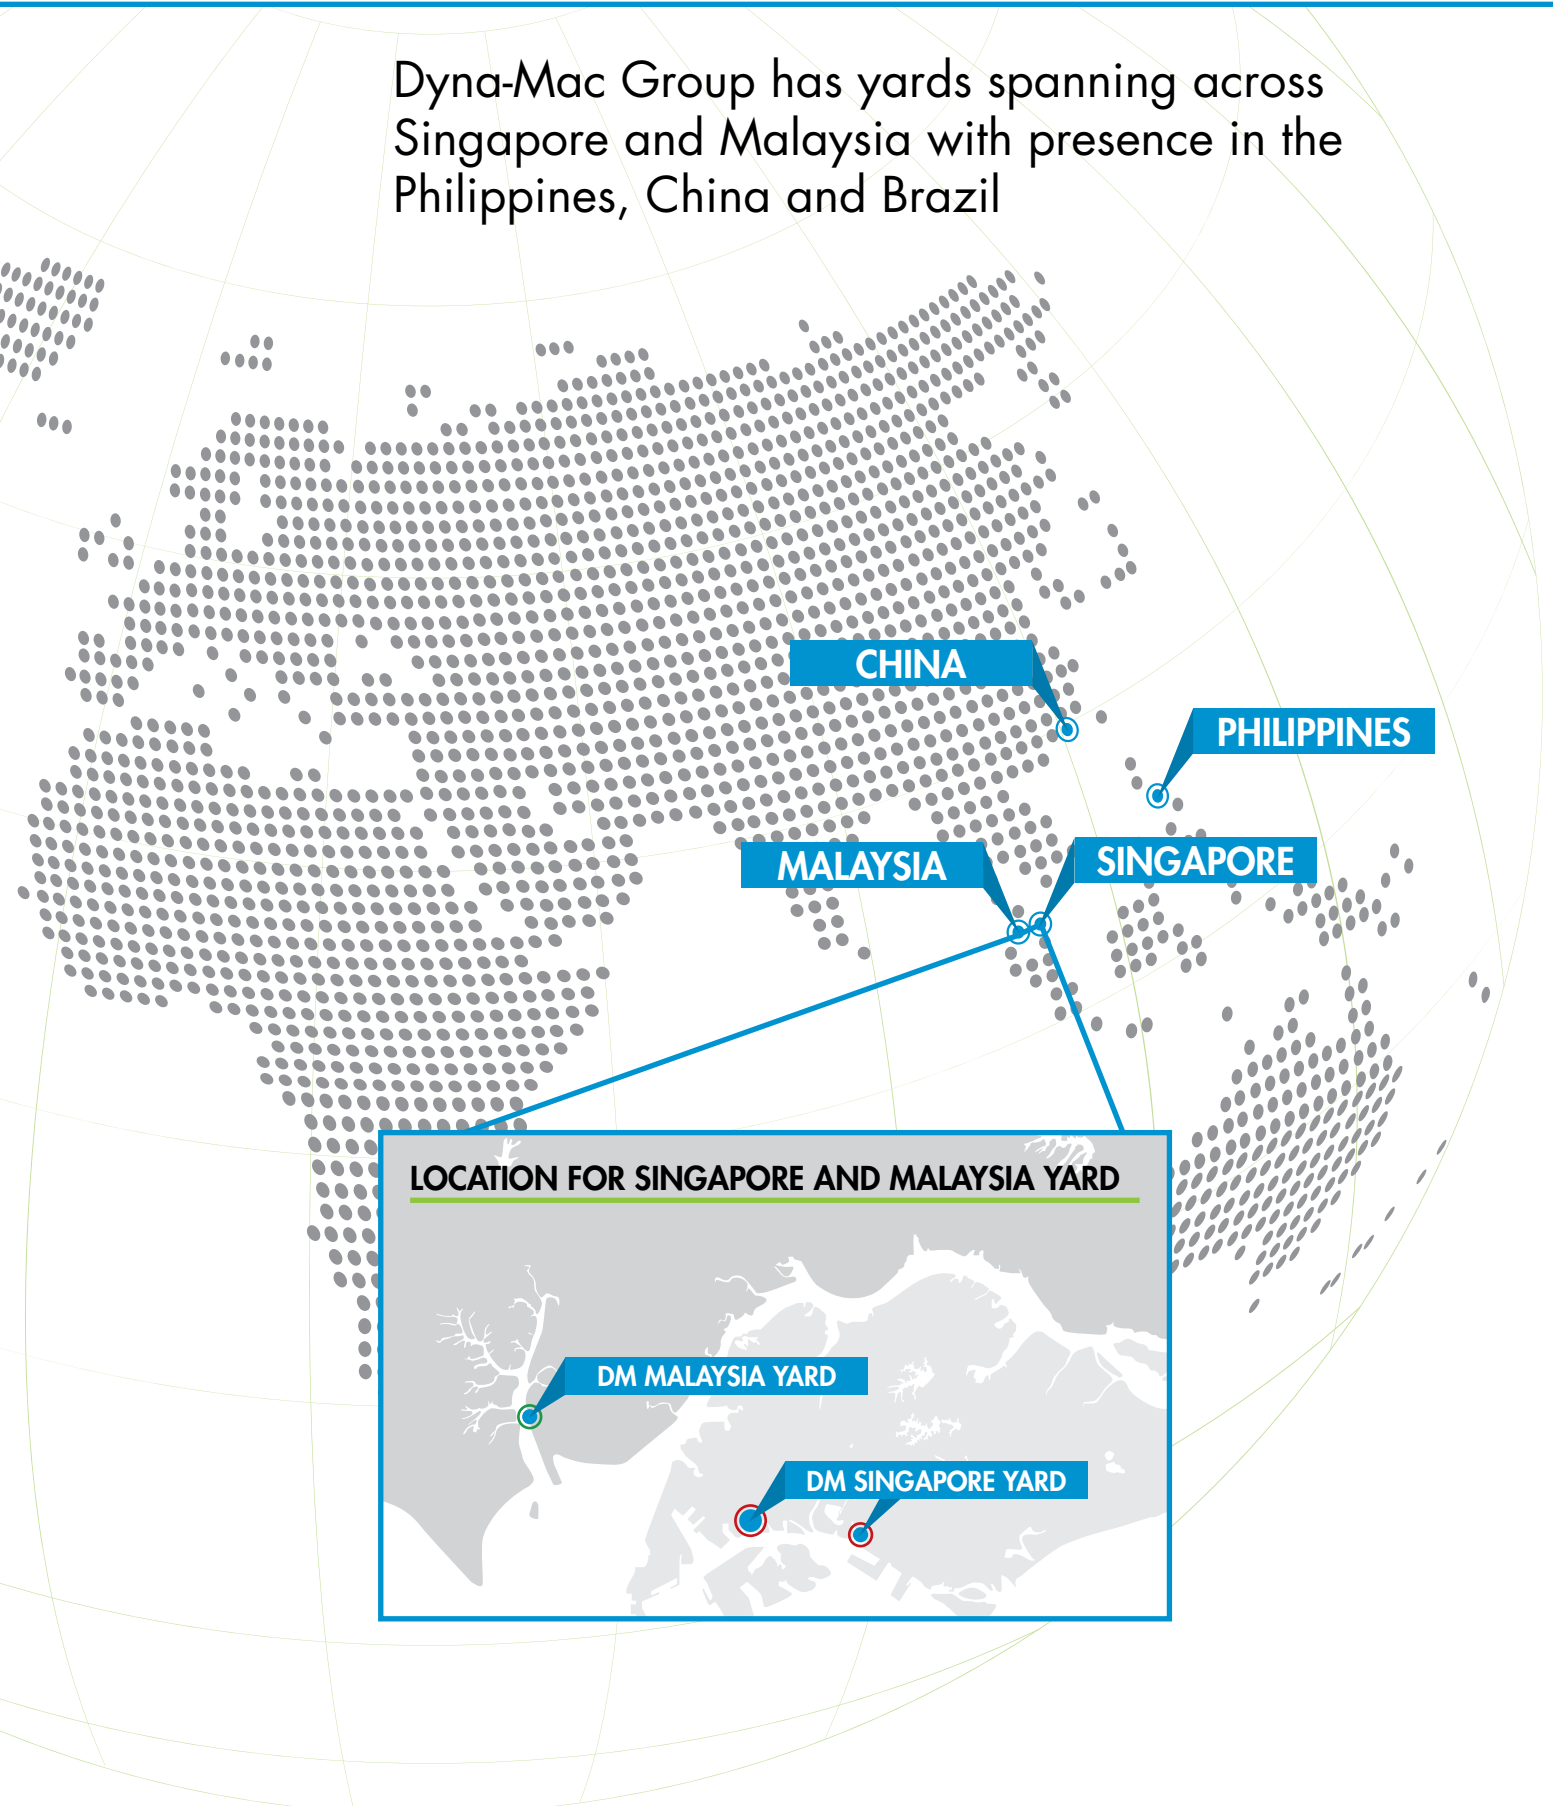 Dyna-Mac Group has yards spanning across
Singapore and Malaysia with presence in the
Philippines, China and Brazil
CHINA
PHILIPPINES
MALAYSIA
SINGAPORE
LOCATION FOR SINGAPORE AND MALAYSIA YARD
DM MALAYSIA YARD
DM SINGAPORE YARD